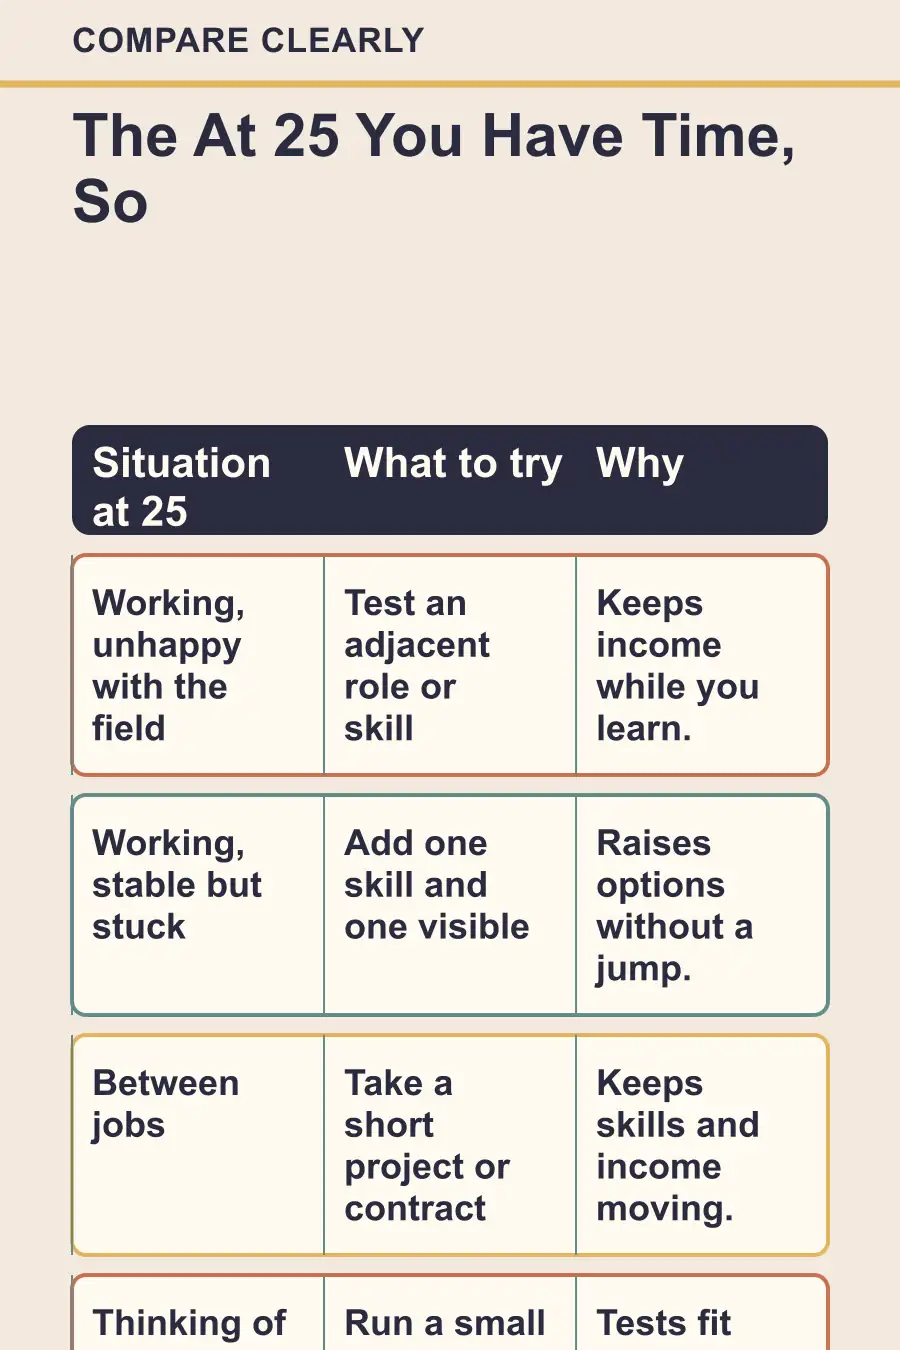 COMPARE CLEARLY
The At 25 You Have Time,
So
Situation
at 25
What to try
Why
Working,
unhappy
with the
field
Test an
adjacent
role or
skill
Keeps
income
while you
learn.
Working,
stable but
stuck
Add one
skill and
one visible
Raises
options
without a
jump.
Between
jobs
Take a
short
project or
contract
Keeps
skills and
income
moving.
Thinking of
Run a small
Tests fit